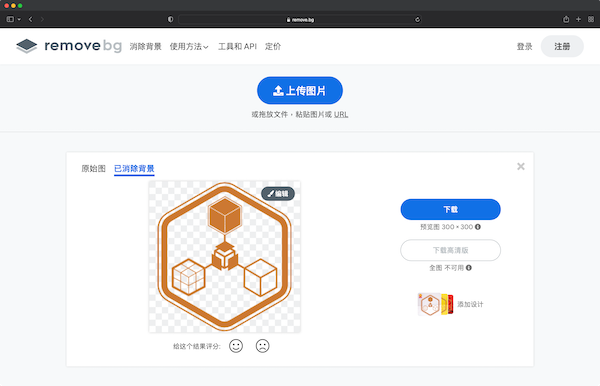 remove.bg
removebg 消除背景 使用方法 工具和 API 定价 登录 注册
上传图片
或拖放文件，粘贴图片或 URL
原始图 已消除背景
编辑
下载
预览图 300 × 300
下载高清版
全图 不可用
添加设计
给这个结果评分: